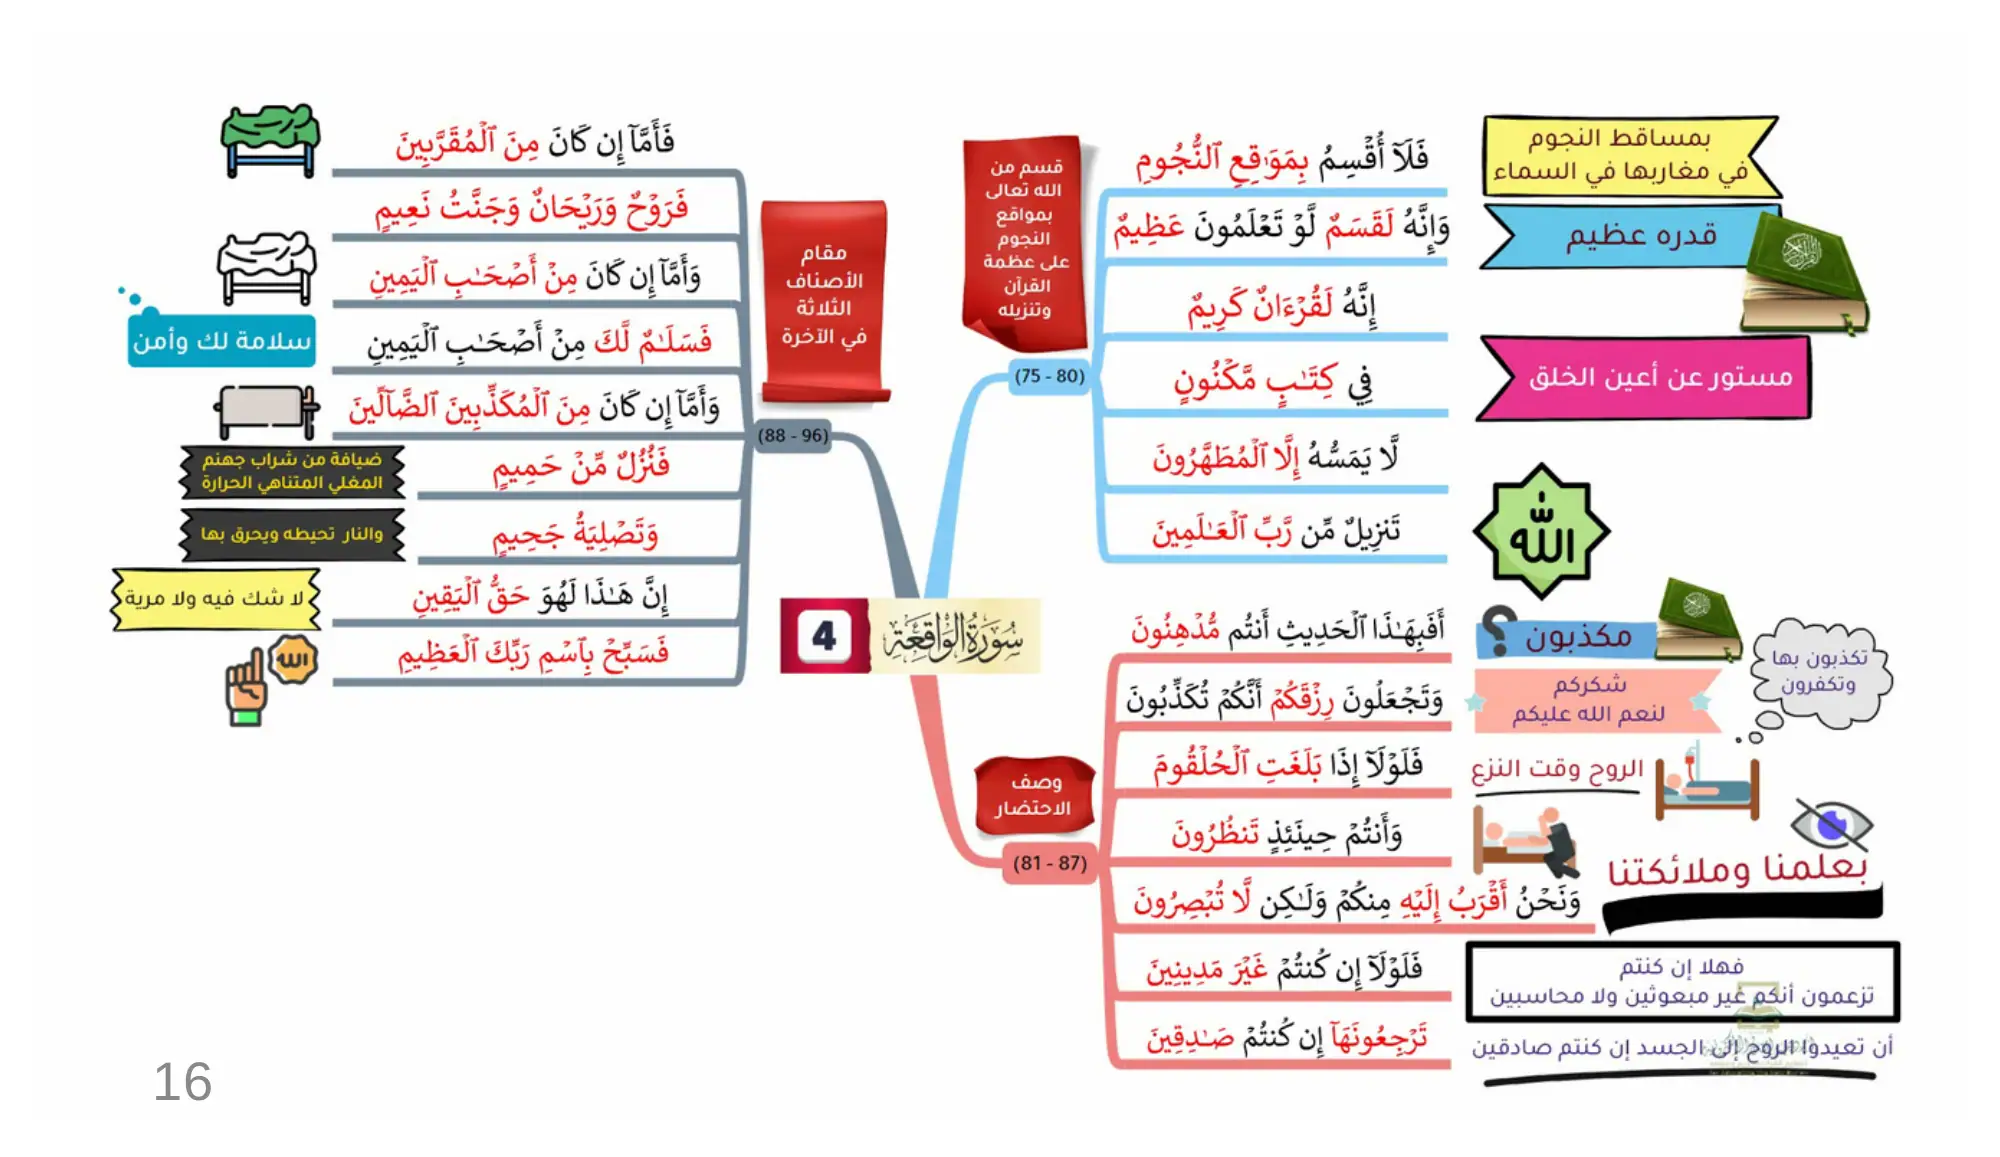 سُورَةُ الوَاقِعَةِ
4
قسم من
الله تعالى
بمواقع
النجوم
على عظمة
القرآن
وتنزيله
(75 - 80)
فَلَآ أُقْسِمُ بِمَوَٰقِعِ ٱلنُّجُومِ
بمساقط النجوم
في مغاربها في السماء
وَإِنَّهُ لَقَسَمٌ لَّوْ تَعْلَمُونَ عَظِيمٌ
قدره عظيم
إِنَّهُ لَقُرْءَانٌ كَرِيمٌ
فِي كِتَٰبٍ مَّكْنُونٍ
مستور عن أعين الخلق
لَّا يَمَسُّهُ إِلَّا ٱلْمُطَهَّرُونَ
تَنزِيلٌ مِّن رَّبِّ ٱلْعَٰلَمِينَ
الله
وصف
الاحتضار
(81 - 87)
أَفَبِهَٰذَا ٱلْحَدِيثِ أَنتُم مُّدْهِنُونَ
مكذبون
?
وَتَجْعَلُونَ رِزْقَكُمْ أَنَّكُمْ تُكَذِّبُونَ
شكركم
لنعم الله عليكم
تكذبون بها
وتكفرون
فَلَوْلَآ إِذَا بَلَغَتِ ٱلْحُلْقُومَ
الروح وقت النزع
وَأَنتُمْ حِينَئِذٍ تَنظُرُونَ
وَنَحْنُ أَقْرَبُ إِلَيْهِ مِنكُمْ وَلَٰكِن لَّا تُبْصِرُونَ
بعلمنا وملائكتنا
فَلَوْلَآ إِن كُنتُمْ غَيْرَ مَدِينِينَ
فهلا إن كنتم
تزعمون أنكم غير مبعوثين ولا محاسبين
تَرْجِعُونَهَآ إِن كُنتُمْ صَٰدِقِينَ
أن تعيدوا الروح إلى الجسد إن كنتم صادقين
مقام
الأصناف
الثلاثة
في الآخرة
(88 - 96)
فَأَمَّآ إِن كَانَ مِنَ ٱلْمُقَرَّبِينَ
فَرَوْحٌ وَرَيْحَانٌ وَجَنَّتُ نَعِيمٍ
وَأَمَّآ إِن كَانَ مِنْ أَصْحَٰبِ ٱلْيَمِينِ
فَسَلَٰمٌ لَّكَ مِنْ أَصْحَٰبِ ٱلْيَمِينِ
سلامة لك وأمن
وَأَمَّآ إِن كَانَ مِنَ ٱلْمُكَذِّبِينَ ٱلضَّآلِّينَ
فَنُزُلٌ مِّنْ حَمِيمٍ
ضيافة من شراب جهنم
المغلي المتناهي الحرارة
وَتَصْلِيَةُ جَحِيمٍ
والنار تحيطه ويحرق بها
إِنَّ هَٰذَا لَهُوَ حَقُّ ٱلْيَقِينِ
لا شك فيه ولا مرية
فَسَبِّحْ بِٱسْمِ رَبِّكَ ٱلْعَظِيمِ
الله
16